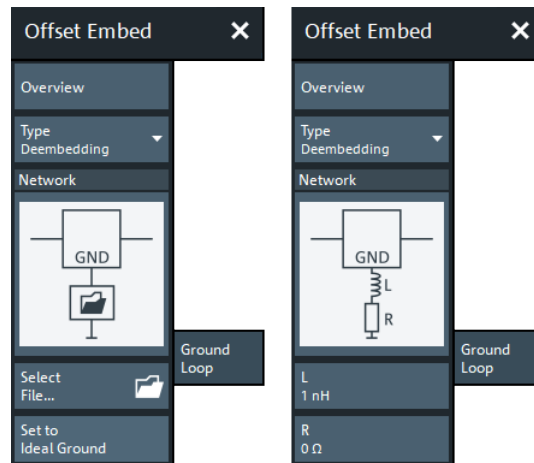 Offset Embed
Overview
Type
Deembedding
Network
GND
Select
File...
Set to
Ideal Ground
Ground
Loop
Offset Embed
Overview
Type
Deembedding
Network
GND
L
R
L
1 nH
R
0 Ω
Ground
Loop